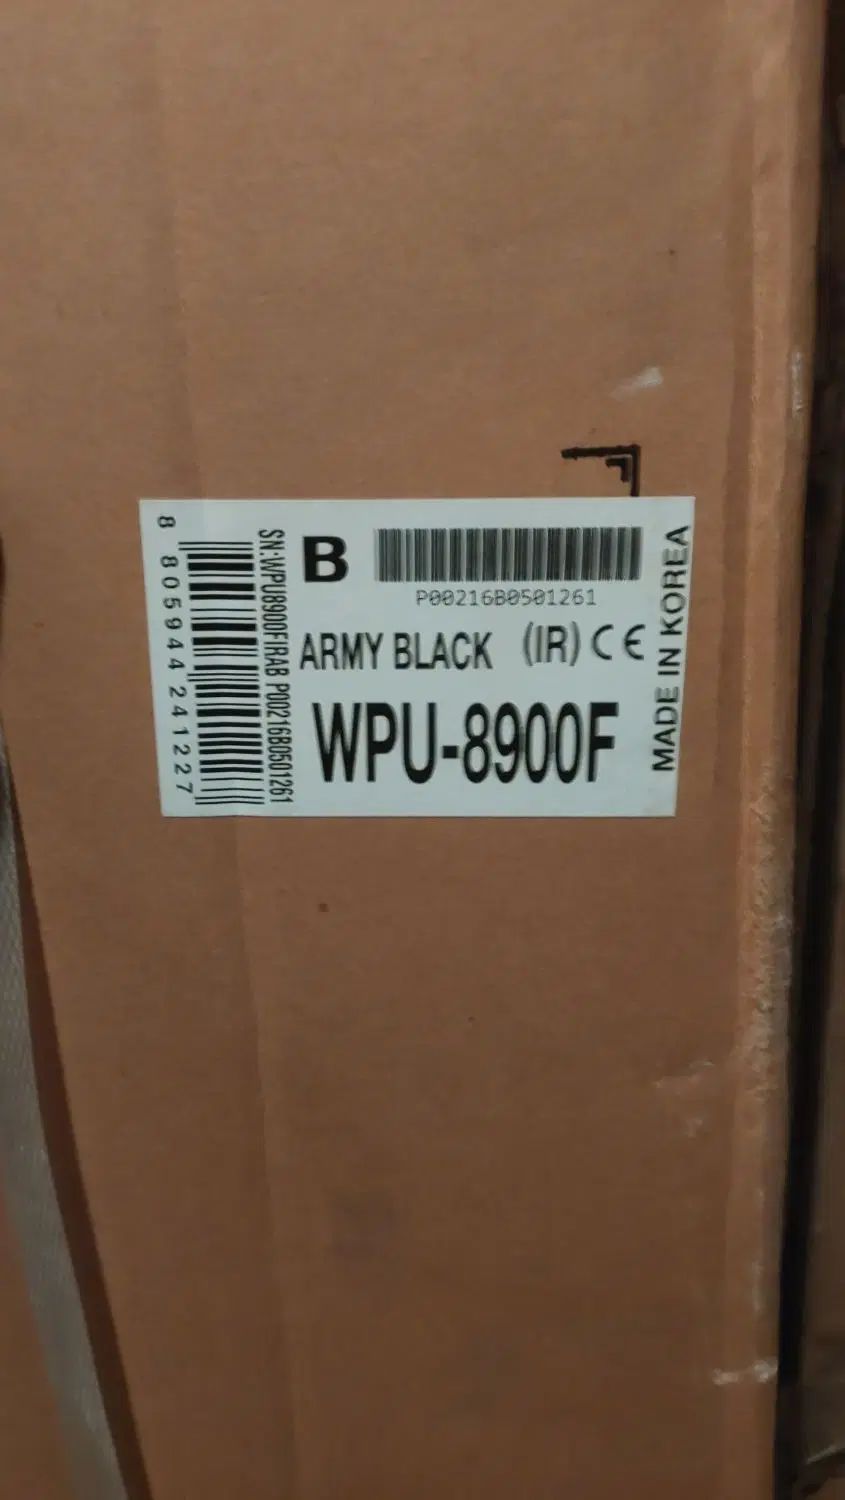 8 805944 241227
SN:WPU8900FIRAB P00216B0501261
B
P00216B0501261
ARMY BLACK (IR) CE
WPU-8900F
MADE IN KOREA